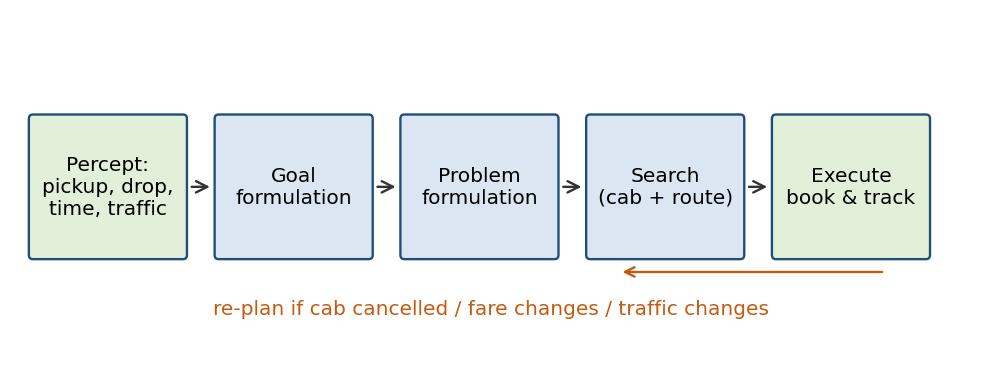 Percept:
pickup, drop,
time, traffic
Goal
formulation
Problem
formulation
Search
(cab + route)
Execute
book & track
re-plan if cab cancelled / fare changes / traffic changes